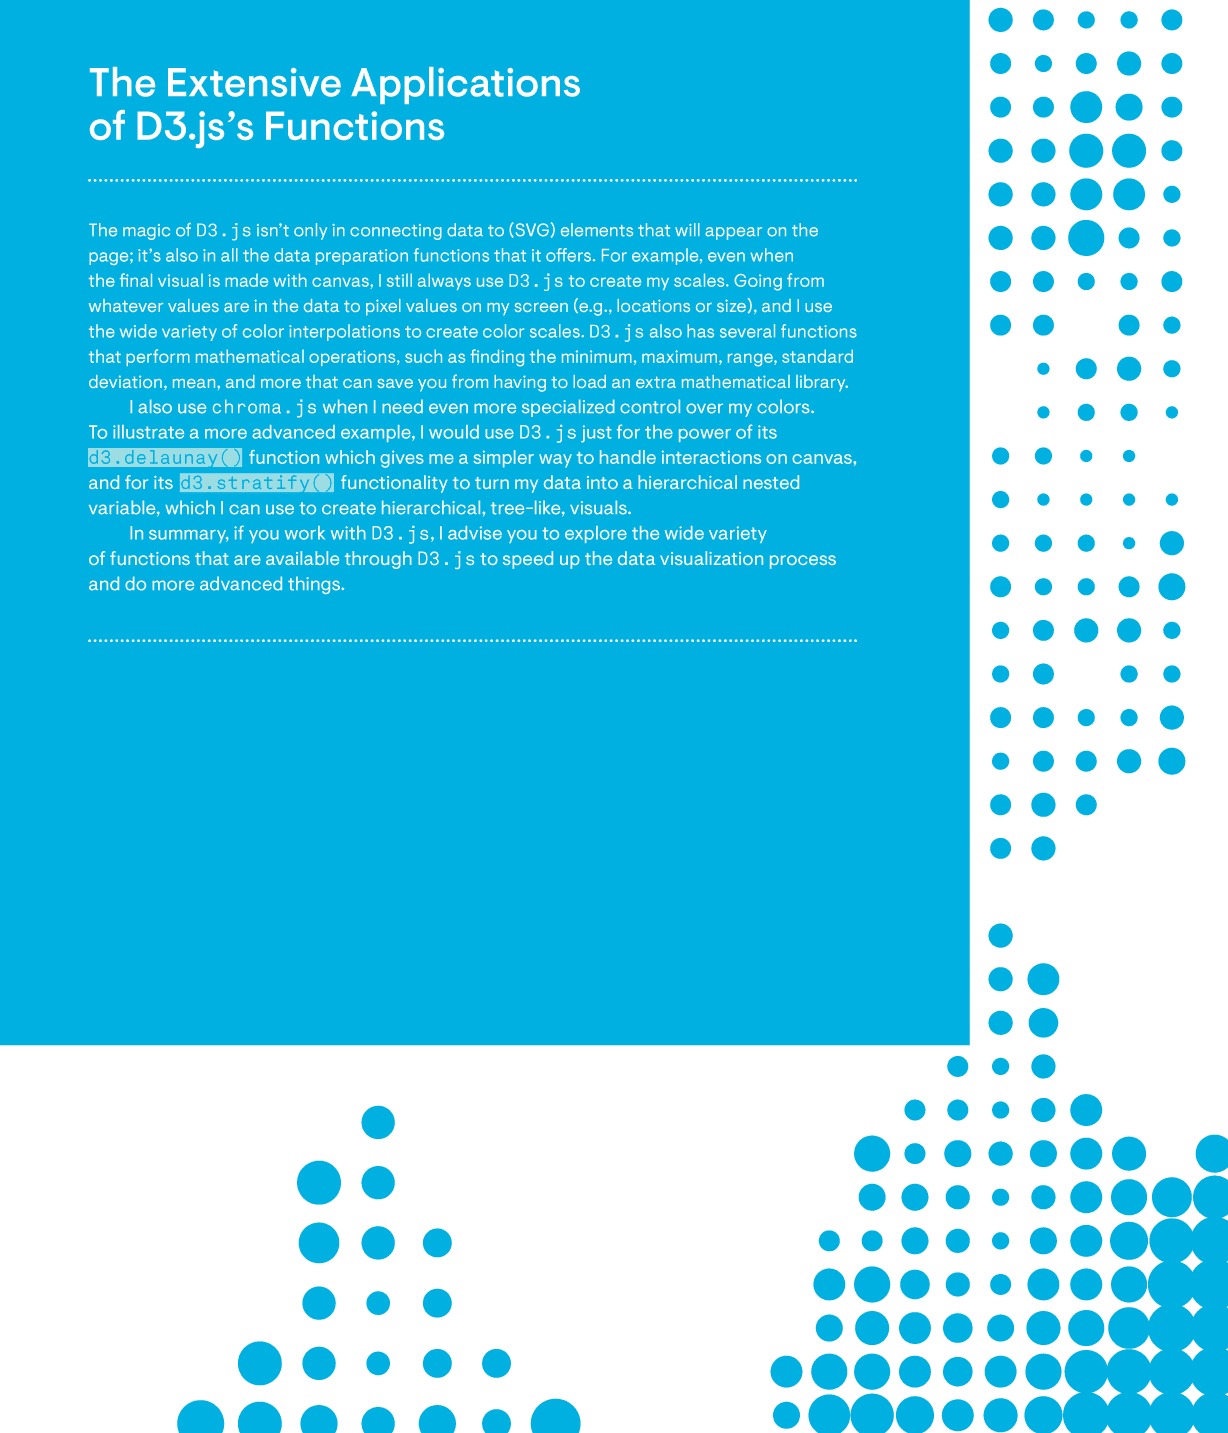 The Extensive Applications
of D3.js’s Functions
The magic of D3.js isn’t only in connecting data to (SVG) elements that will appear on the
page; it’s also in all the data preparation functions that it offers. For example, even when
the final visual is made with canvas, I still always use D3.js to create my scales. Going from
whatever values are in the data to pixel values on my screen (e.g., locations or size), and I use
the wide variety of color interpolations to create color scales. D3.js also has several functions
that perform mathematical operations, such as finding the minimum, maximum, range, standard
deviation, mean, and more that can save you from having to load an extra mathematical library.
I also use chroma.js when I need even more specialized control over my colors.
To illustrate a more advanced example, I would use D3.js just for the power of its
d3.delaunay() function which gives me a simpler way to handle interactions on canvas,
and for its d3.stratify() functionality to turn my data into a hierarchical nested
variable, which I can use to create hierarchical, tree-like, visuals.
In summary, if you work with D3.js, I advise you to explore the wide variety
of functions that are available through D3.js to speed up the data visualization process
and do more advanced things.